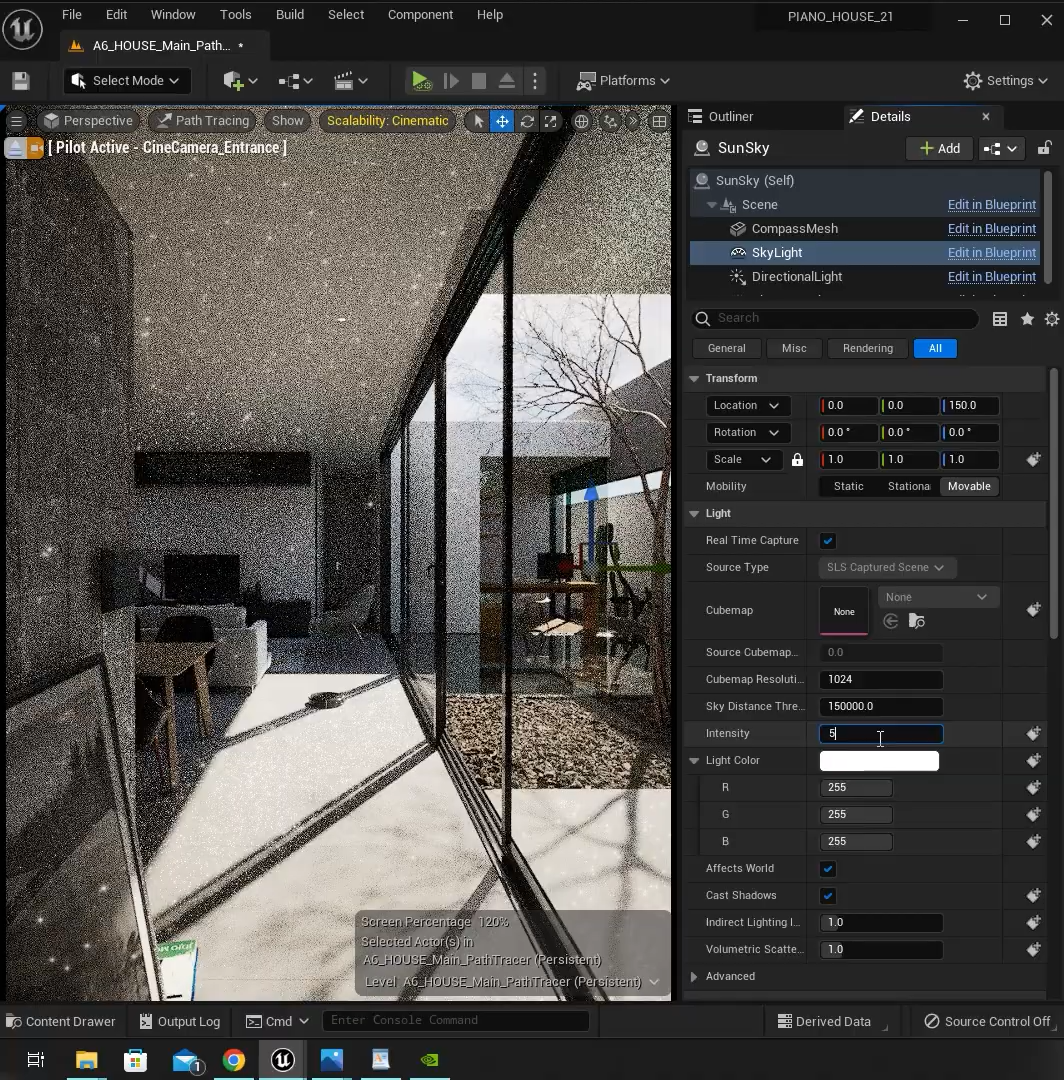 File Edit Window Tools Build Select Component Help
PIANO_HOUSE_21
A6_HOUSE_Main_Path... •
Select Mode
Platforms
Settings
Perspective
Path Tracing
Show
Scalability: Cinematic
[ Pilot Active - CineCamera_Entrance ]
Screen Percentage 120%
Selected Actor(s) in
A6_HOUSE_Main_PathTracer (Persistent)
Level A6_HOUSE_Main_PathTracer (Persistent)
Outliner
Details
SunSky
+ Add
SunSky (Self)
Scene Edit in Blueprint
CompassMesh Edit in Blueprint
SkyLight Edit in Blueprint
DirectionalLight Edit in Blueprint
Search
General Misc Rendering All
Transform
Location 0.0 0.0 150.0
Rotation 0.0 ° 0.0 ° 0.0 °
Scale 1.0 1.0 1.0
Mobility Static Stationa Movable
Light
Real Time Capture
Source Type SLS Captured Scene
Cubemap None None
Source Cubemap... 0.0
Cubemap Resoluti... 1024
Sky Distance Thre... 150000.0
Intensity 5
Light Color
R 255
G 255
B 255
Affects World
Cast Shadows
Indirect Lighting I... 1.0
Volumetric Scatte... 1.0
Advanced
Content Drawer
Output Log
Cmd
Enter Console Command
Derived Data
Source Control Off
1